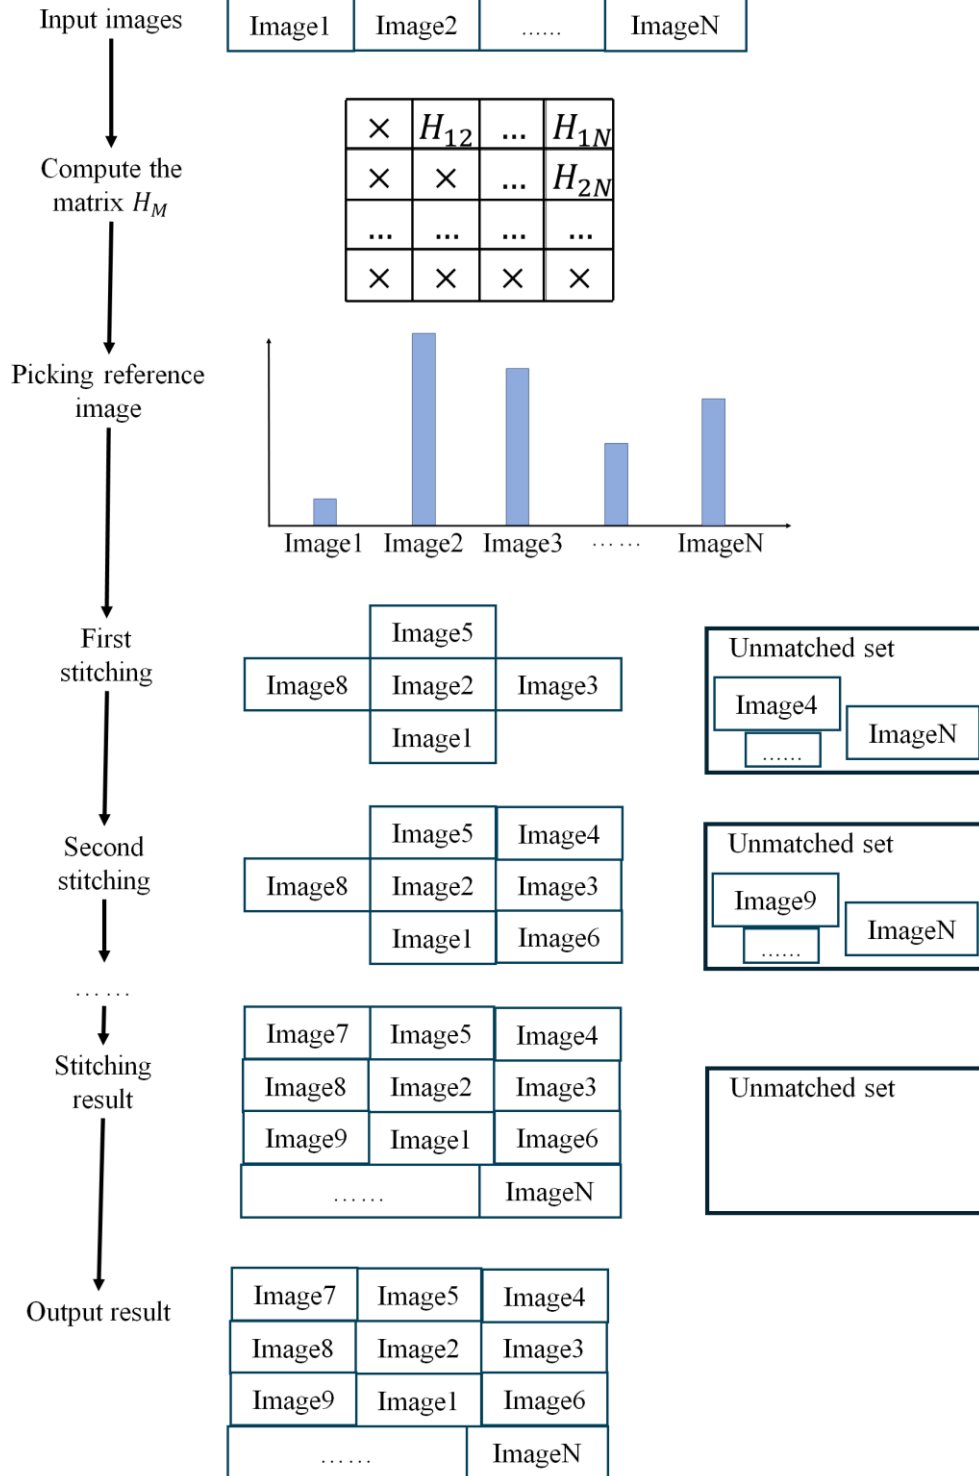 Input images
Image1 Image2 ...... ImageN
× H₁₂ ... H₁N
× × ... H₂N
... ... ... ...
× × × ×
Compute the
matrix H_M
Picking reference
image
Image1 Image2 Image3 ...... ImageN
First
stitching
Image5
Image8 Image2 Image3
Image1
Unmatched set
Image4
ImageN
......
Second
stitching
Image5 Image4
Image8 Image2 Image3
Image1 Image6
Unmatched set
Image9
ImageN
......
......
Stitching
result
Image7 Image5 Image4
Image8 Image2 Image3
Image9 Image1 Image6
...... ImageN
Unmatched set
Output result
Image7 Image5 Image4
Image8 Image2 Image3
Image9 Image1 Image6
...... ImageN